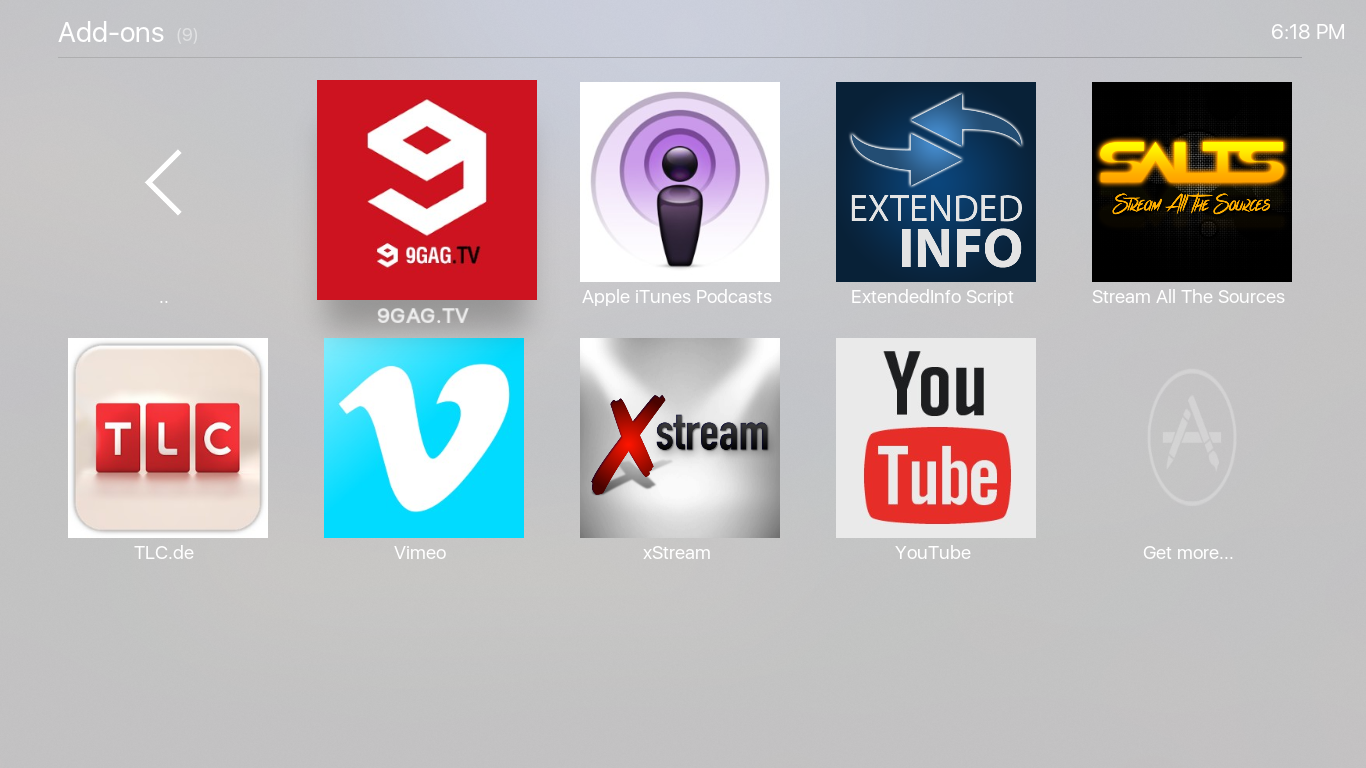 Add-ons (9)
6:18 PM
9
9GAG.TV
EXTENDED
INFO
SALTS
Stream All The Sources
..
9GAG.TV
Apple iTunes Podcasts
ExtendedInfo Script
Stream All The Sources
TLC
V
Xstream
You
Tube
TLC.de
Vimeo
xStream
YouTube
Get more...